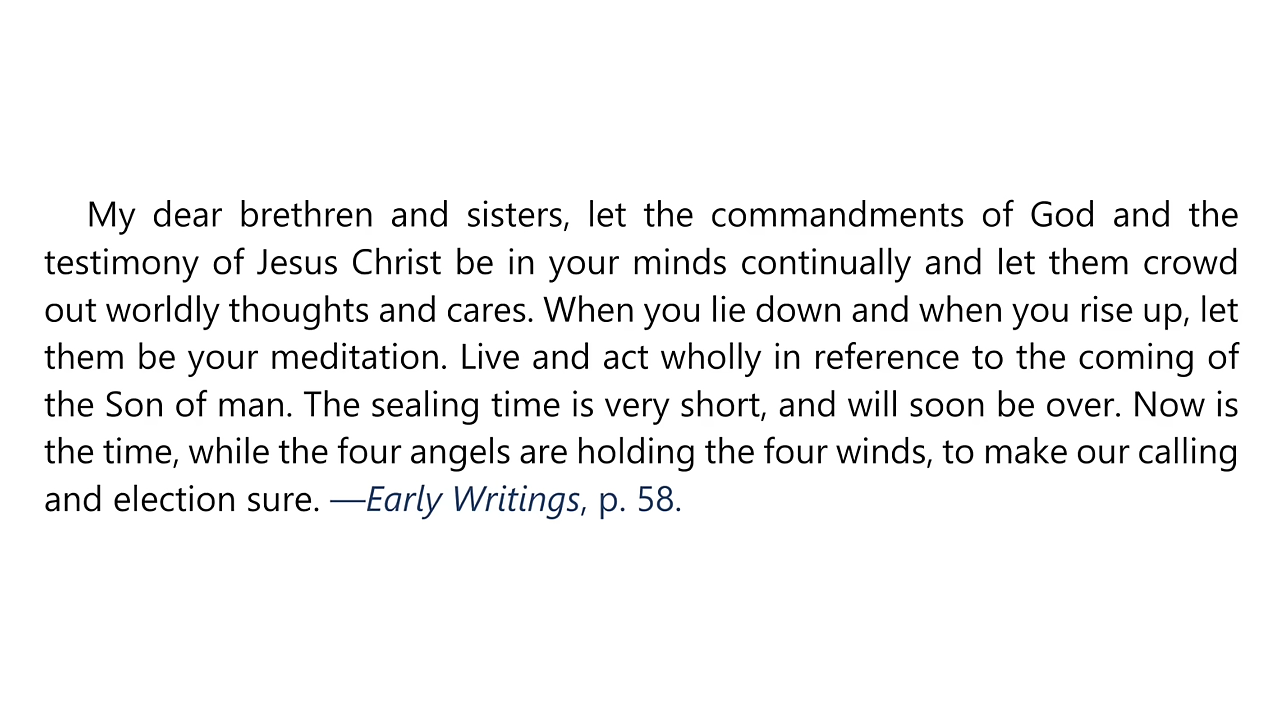 My dear brethren and sisters, let the commandments of God and the
testimony of Jesus Christ be in your minds continually and let them crowd
out worldly thoughts and cares. When you lie down and when you rise up, let
them be your meditation. Live and act wholly in reference to the coming of
the Son of man. The sealing time is very short, and will soon be over. Now is
the time, while the four angels are holding the four winds, to make our calling
and election sure. —Early Writings, p. 58.